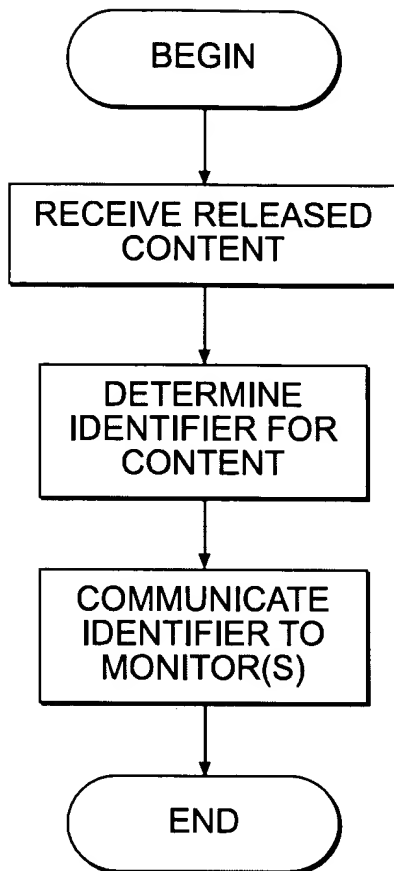 BEGIN
RECEIVE RELEASED
CONTENT
DETERMINE
IDENTIFIER FOR
CONTENT
COMMUNICATE
IDENTIFIER TO
MONITOR(S)
END